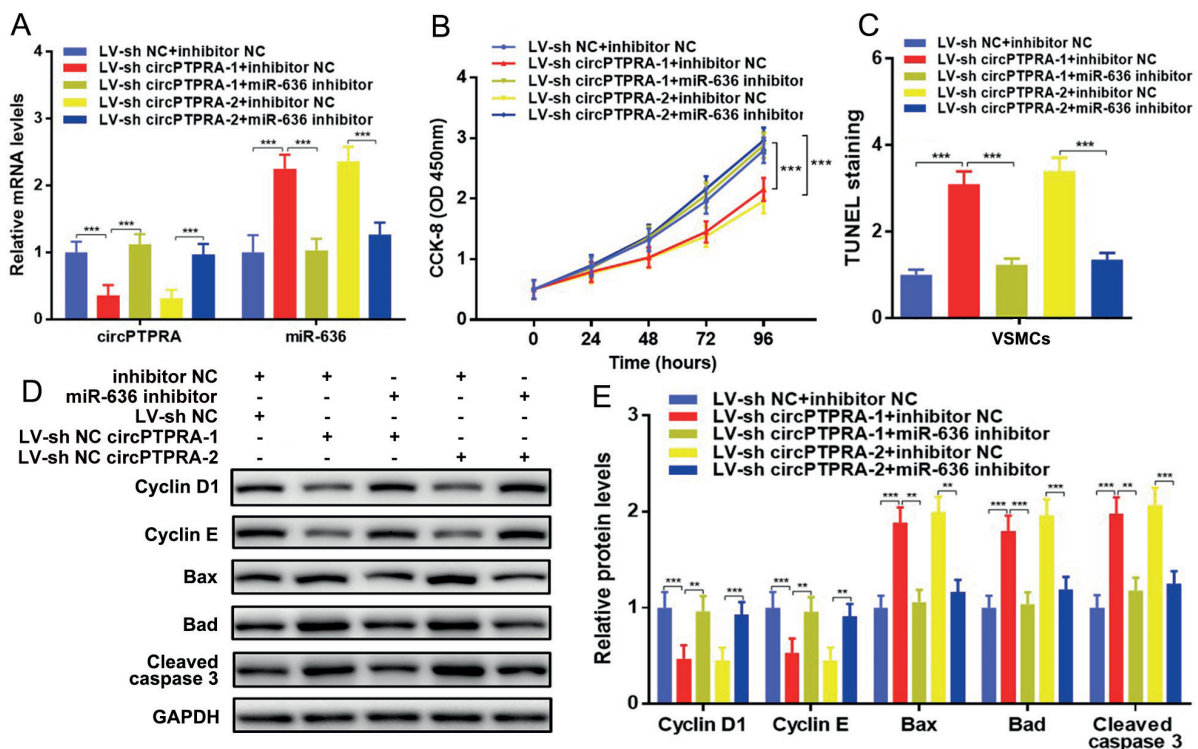 A
LV-sh NC+inhibitor NC
LV-sh circPTPRA-1+inhibitor NC
LV-sh circPTPRA-1+miR-636 inhibitor
LV-sh circPTPRA-2+inhibitor NC
LV-sh circPTPRA-2+miR-636 inhibitor
Relative mRNA levlels
4
3
2
1
0
*** *** *** *** *** ***
circPTPRA miR-636
B
LV-sh NC+inhibitor NC
LV-sh circPTPRA-1+inhibitor NC
LV-sh circPTPRA-1+miR-636 inhibitor
LV-sh circPTPRA-2+inhibitor NC
LV-sh circPTPRA-2+miR-636 inhibitor
CCK-8 (OD 450nm)
4
3
2
1
0
*** ***
0 24 48 72 96
Time (hours)
C
LV-sh NC+inhibitor NC
LV-sh circPTPRA-1+inhibitor NC
LV-sh circPTPRA-1+miR-636 inhibitor
LV-sh circPTPRA-2+inhibitor NC
LV-sh circPTPRA-2+miR-636 inhibitor
TUNEL staining
6
4
2
0
*** *** ***
VSMCs
D
inhibitor NC + + - + -
miR-636 inhibitor - - + - +
LV-sh NC + - - - -
LV-sh NC circPTPRA-1 - + + - -
LV-sh NC circPTPRA-2 - - - + +
Cyclin D1
Cyclin E
Bax
Bad
Cleaved
caspase 3
GAPDH
E
LV-sh NC+inhibitor NC
LV-sh circPTPRA-1+inhibitor NC
LV-sh circPTPRA-1+miR-636 inhibitor
LV-sh circPTPRA-2+inhibitor NC
LV-sh circPTPRA-2+miR-636 inhibitor
Relative protein levels
3
2
1
0
*** ** *** *** ** ** *** ** ** *** *** *** *** ** ***
Cyclin D1 Cyclin E Bax Bad Cleaved
caspase 3